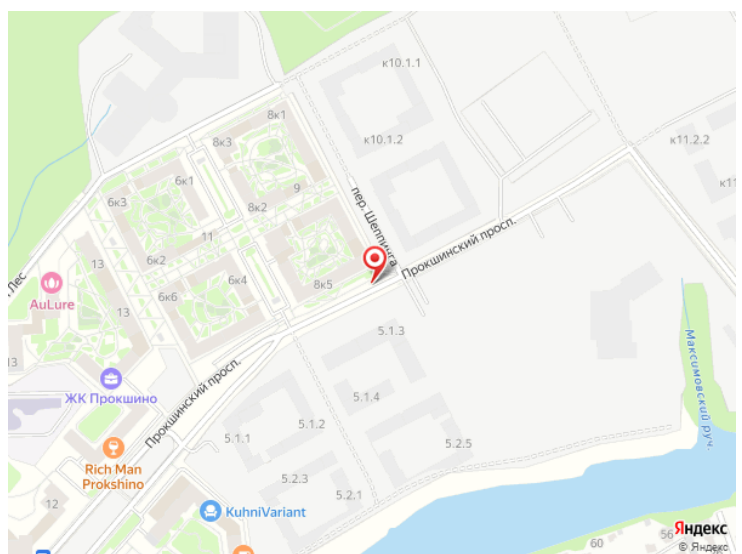 к10.1.1
8к1
8к3
к10.1.2
к11.2.2
6к1
9
к11
6к3
8к2
пер. Шеппинга
11
Прокшинский просп.
6к2
13
6к4
Лес
8к5
AuLure
6к6
13
5.1.3
Максимовский руч.
13
Прокшинский просп.
ЖК Прокшино
5.1.4
5.1.1
5.1.2
5.2.5
Rich Man
Prokshino
5.2.3
5.2.1
12
KuhniVariant
56
Яндекс
60
© Яндекс